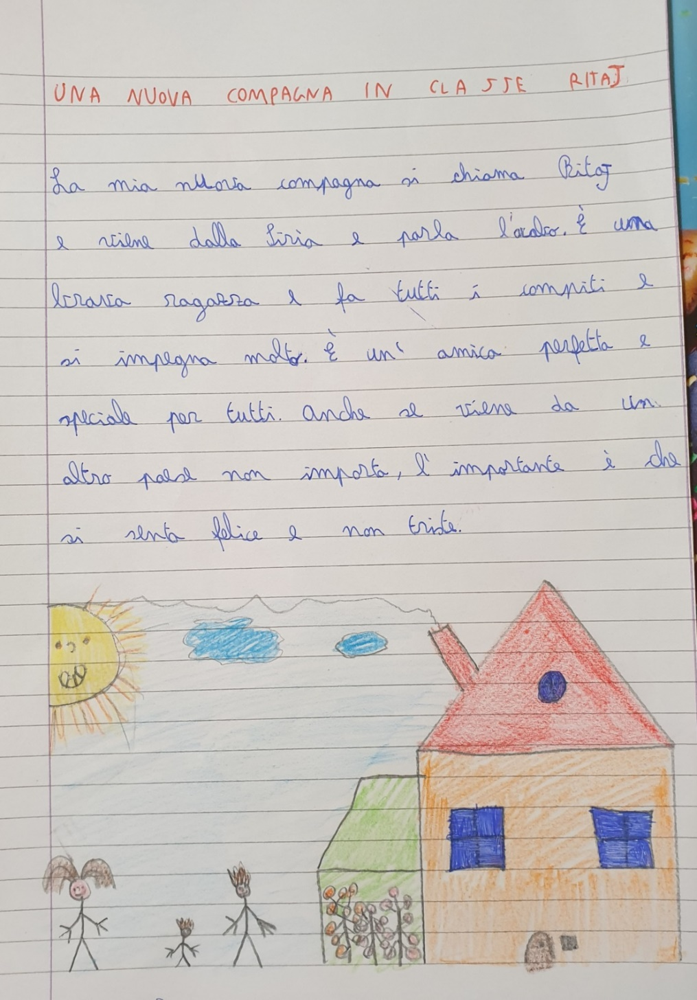 UNA NUOVA COMPAGNA IN CLASSE RITAJ
La mia nuova compagna si chiama Ritaj
e viene dalla Siria e parla l'arabo. È una
brava ragazza e fa tutti i compiti e
si impegna molto. È un' amica perfetta e
speciale per tutti. Anche se viene da un
altro paese non importa, l' importante è che
si senta felice e non triste.